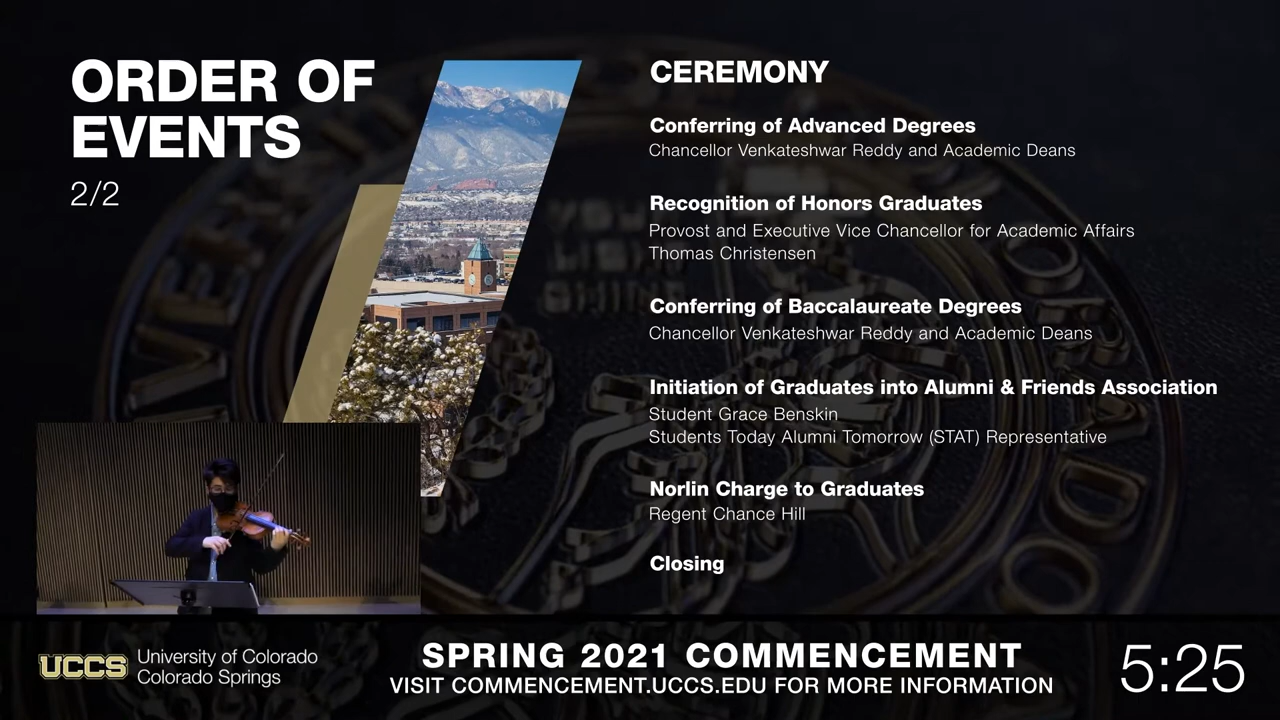 ORDER OF
EVENTS
2/2
CEREMONY
Conferring of Advanced Degrees
Chancellor Venkateshwar Reddy and Academic Deans
Recognition of Honors Graduates
Provost and Executive Vice Chancellor for Academic Affairs
Thomas Christensen
Conferring of Baccalaureate Degrees
Chancellor Venkateshwar Reddy and Academic Deans
Initiation of Graduates into Alumni & Friends Association
Student Grace Benskin
Students Today Alumni Tomorrow (STAT) Representative
Norlin Charge to Graduates
Regent Chance Hill
Closing
UCCS
University of Colorado
Colorado Springs
SPRING 2021 COMMENCEMENT
VISIT COMMENCEMENT.UCCS.EDU FOR MORE INFORMATION
5:25